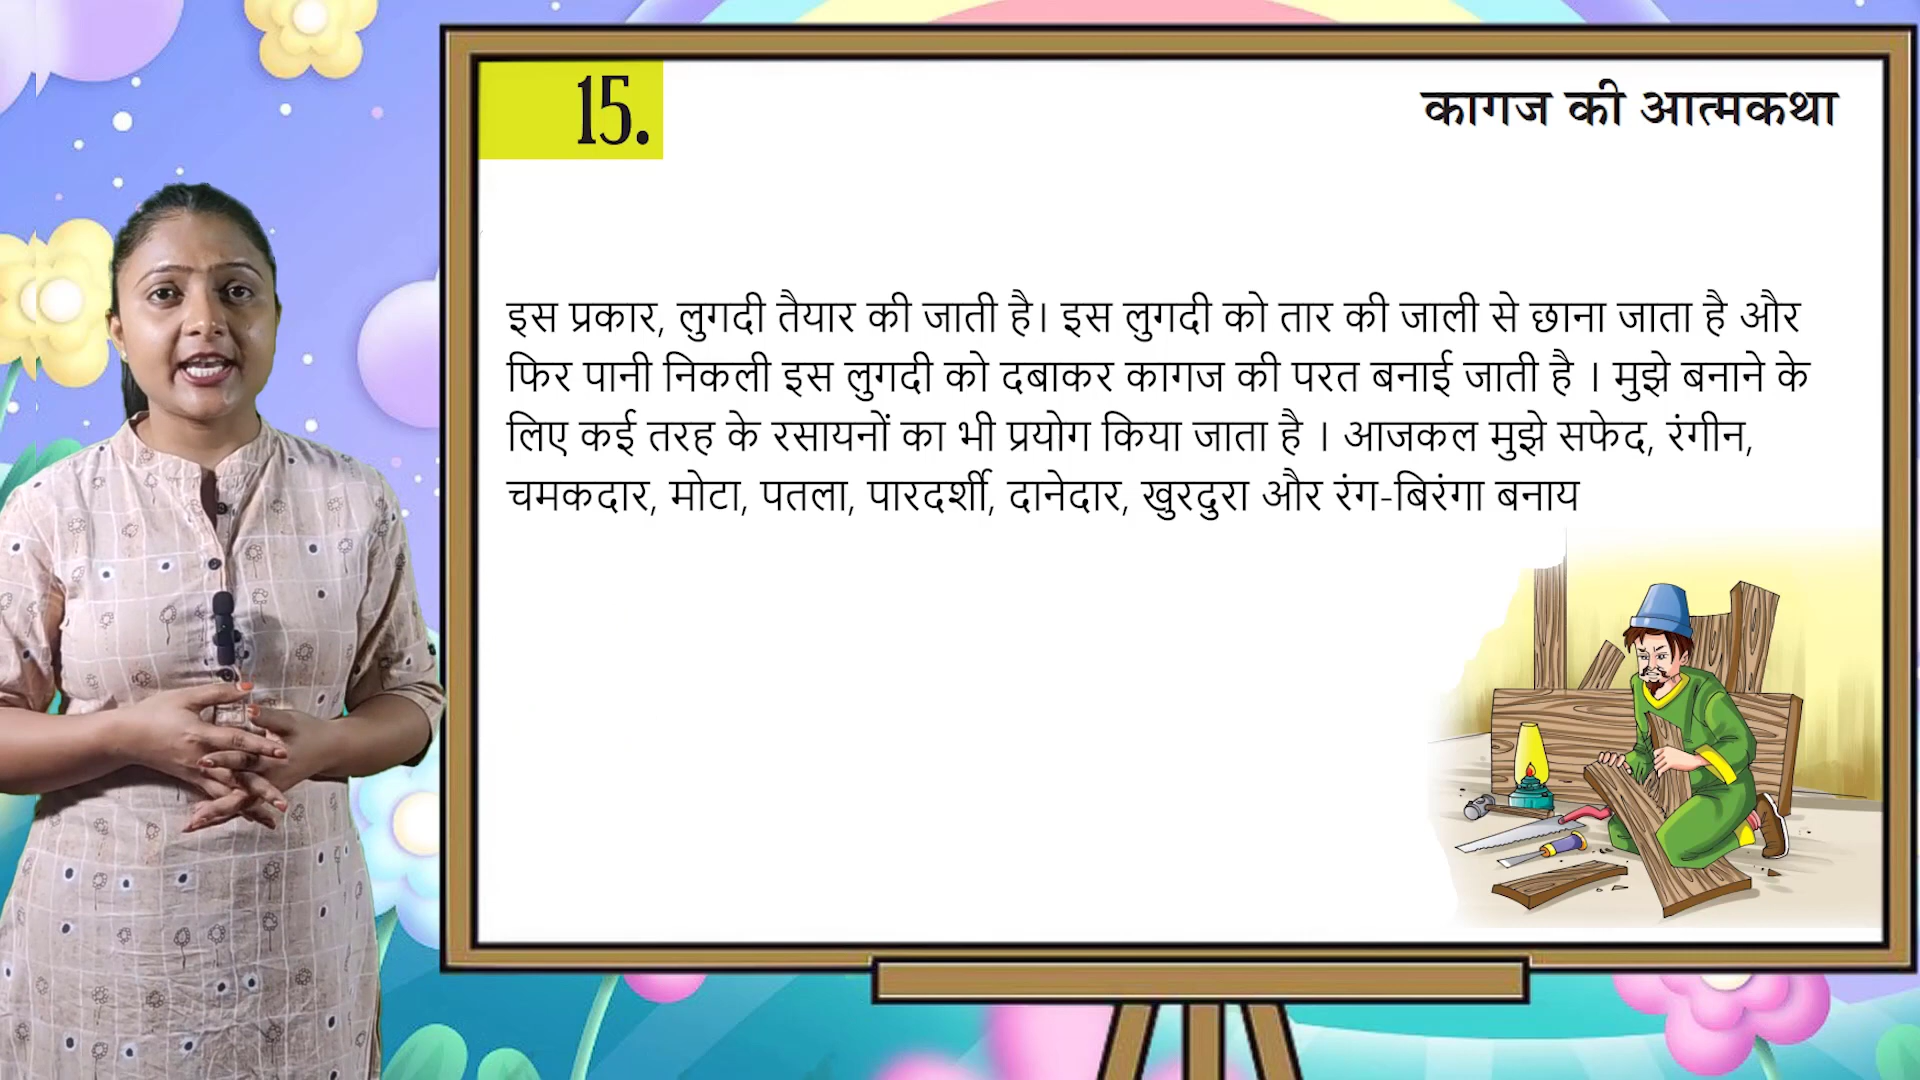 15.
कागज की आत्मकथा
इस प्रकार, लुगदी तैयार की जाती है। इस लुगदी को तार की जाली से छाना जाता है और
फिर पानी निकली इस लुगदी को दबाकर कागज की परत बनाई जाती है । मुझे बनाने के
लिए कई तरह के रसायनों का भी प्रयोग किया जाता है । आजकल मुझे सफेद, रंगीन,
चमकदार, मोटा, पतला, पारदर्शी, दानेदार, खुरदुरा और रंग-बिरंगा बनाय